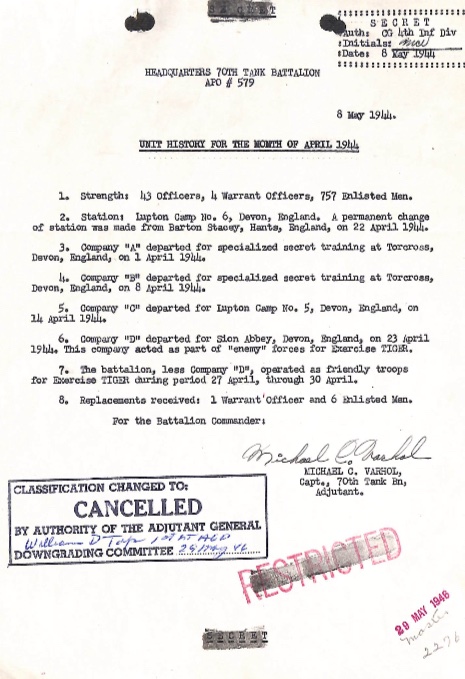 SECRET
SECRET
:Auth: CG 4th Inf Div
:Initials:
:Date: 8 May 1944
HEADQUARTERS 70TH TANK BATTALION
APO # 579
8 May 1944.
UNIT HISTORY FOR THE MONTH OF APRIL 1944
1. Strength: 43 Officers, 4 Warrant Officers, 757 Enlisted Men.
2. Station: Lupton Camp No. 6, Devon, England. A permanent change
of station was made from Barton Stacey, Hants, England, on 22 April 1944.
3. Company "A" departed for specialized secret training at Torcross,
Devon, England, on 1 April 1944.
4. Company "B" departed for specialized secret training at Torcross,
Devon, England, on 8 April 1944.
5. Company "C" departed for Lupton Camp No. 5, Devon, England, on
14 April 1944.
6. Company "D" departed for Sion Abbey, Devon, England, on 23 April
1944. This company acted as part of "enemy" forces for Exercise TIGER.
7. The battalion, less Company "D", operated as friendly troops
for Exercise TIGER during period 27 April, through 30 April.
8. Replacements received: 1 Warrant Officer and 6 Enlisted Men.
For the Battalion Commander:
Michael C. Varhol
MICHAEL C. VARHOL,
Capt., 70th Tank Bn,
Adjutant.
CLASSIFICATION CHANGED TO:
CANCELLED
BY AUTHORITY OF THE ADJUTANT GENERAL
William D
DOWNGRADING COMMITTEE 29 May 46
RESTRICTED
29 MAY 1946
2276
SECRET